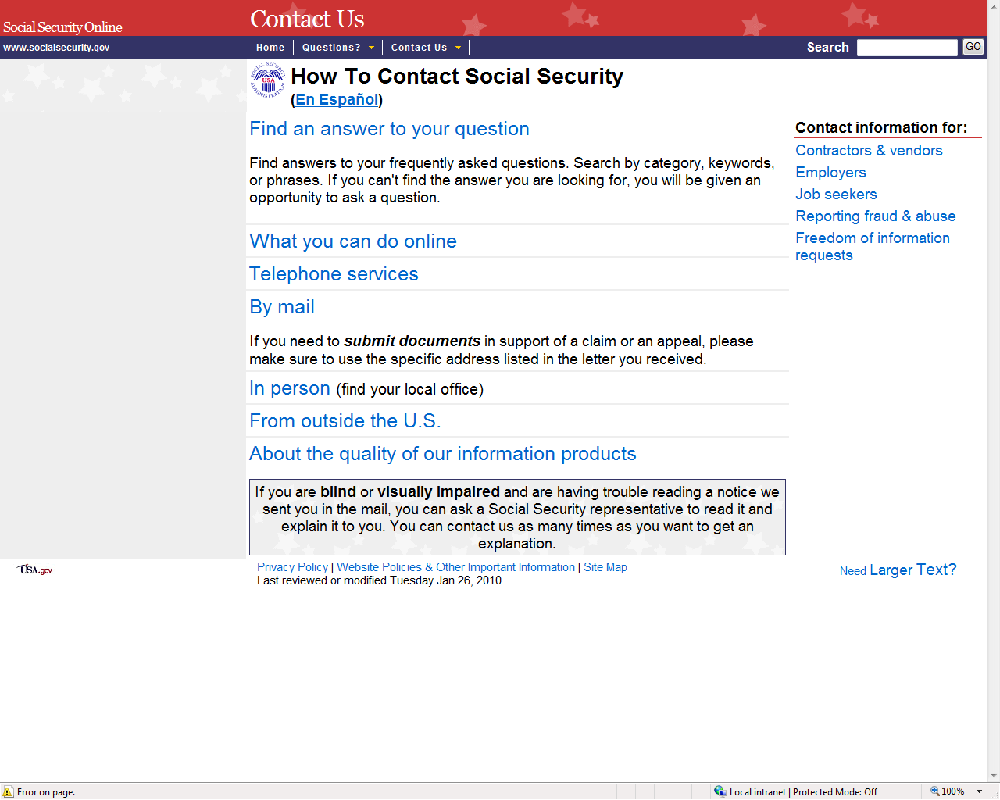 Social Security Online
Contact Us
www.socialsecurity.gov
Home
Questions?
Contact Us
Search
GO
SOCIAL SECURITY ADMINISTRATION
USA
How To Contact Social Security
(En Español)
Find an answer to your question
Find answers to your frequently asked questions. Search by category, keywords,
or phrases. If you can't find the answer you are looking for, you will be given an
opportunity to ask a question.
What you can do online
Telephone services
By mail
If you need to submit documents in support of a claim or an appeal, please
make sure to use the specific address listed in the letter you received.
In person (find your local office)
From outside the U.S.
About the quality of our information products
If you are blind or visually impaired and are having trouble reading a notice we
sent you in the mail, you can ask a Social Security representative to read it and
explain it to you. You can contact us as many times as you want to get an
explanation.
Contact information for:
Contractors & vendors
Employers
Job seekers
Reporting fraud & abuse
Freedom of information
requests
USA.gov
Privacy Policy | Website Policies & Other Important Information | Site Map
Last reviewed or modified Tuesday Jan 26, 2010
Need Larger Text?
Error on page.
Local intranet | Protected Mode: Off
100%